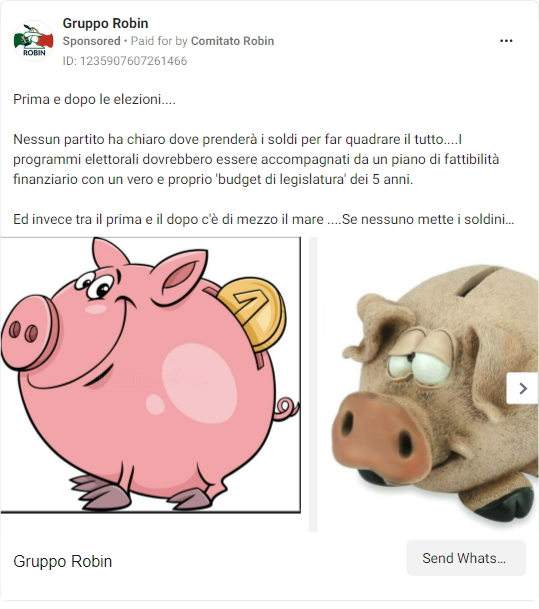 Gruppo Robin
Sponsored • Paid for by Comitato Robin
ID: 1235907607261466
ROBIN
Prima e dopo le elezioni....
Nessun partito ha chiaro dove prenderà i soldi per far quadrare il tutto....I
programmi elettorali dovrebbero essere accompagnati da un piano di fattibilità
finanziario con un vero e proprio 'budget di legislatura' dei 5 anni.
Ed invece tra il prima e il dopo c'è di mezzo il mare ....Se nessuno mette i soldini...
1
Gruppo Robin
Send Whats...